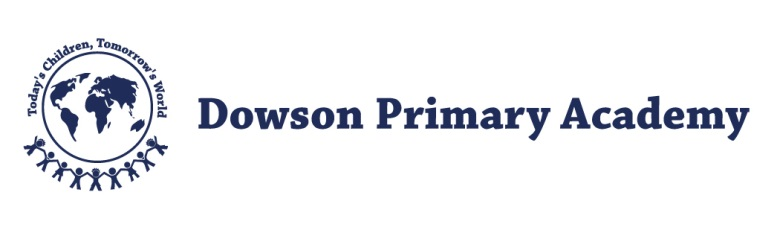 Today's Children, Tomorrow's World
Dowson Primary Academy